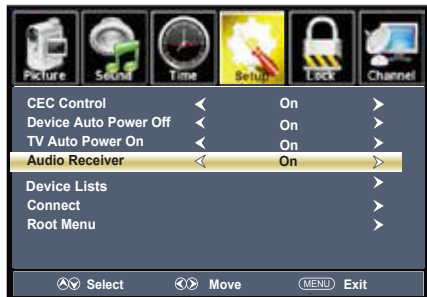 Picture Sound Time Setup Lock Channel
CEC Control On
Device Auto Power Off On
TV Auto Power On On
Audio Receiver On
Device Lists
Connect
Root Menu
Select Move MENU Exit